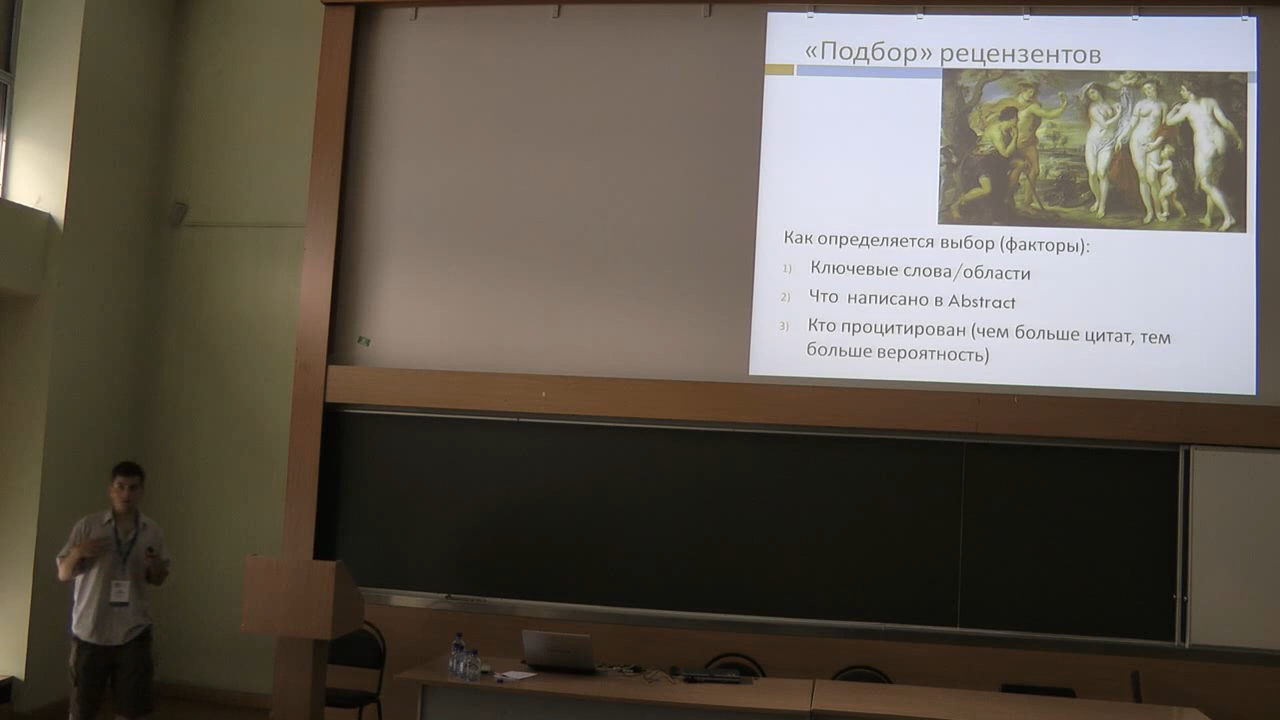 «Подбор» рецензентов
Как определяется выбор (факторы):
1) Ключевые слова/области
2) Что написано в Abstract
3) Кто процитирован (чем больше цитат, тем
больше вероятность)